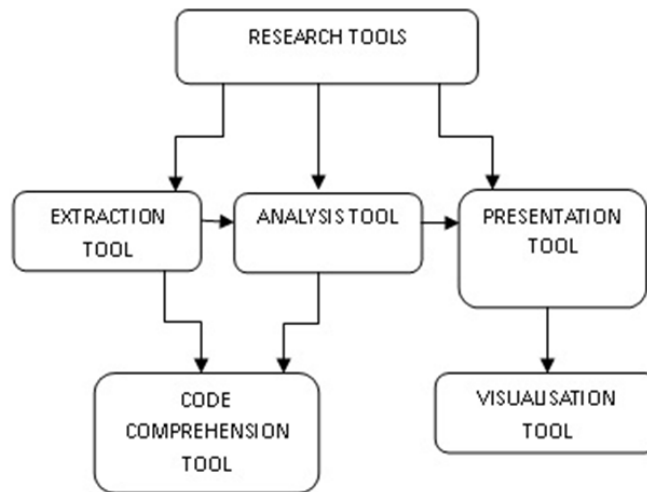 RESEARCH TOOLS
EXTRACTION
TOOL
ANALYSIS TOOL
PRESENTATION
TOOL
CODE
COMPREHENSION
TOOL
VISUALISATION
TOOL